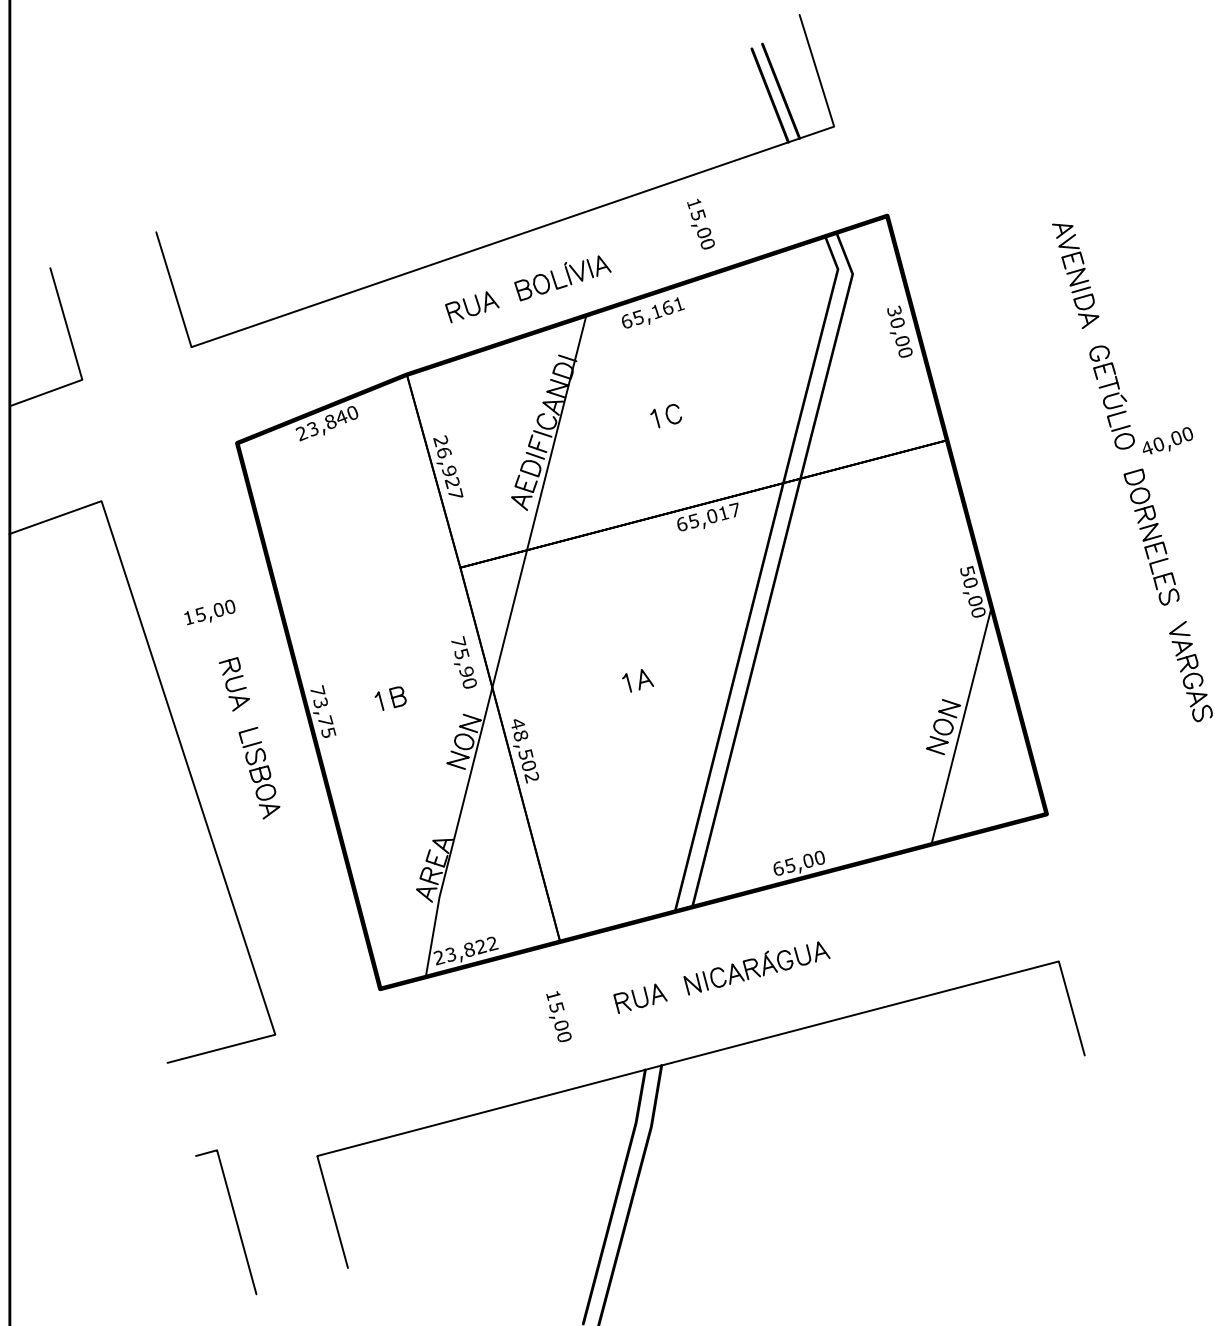 15,00
RUA BOLÍVIA
65,161
30,00
AVENIDA GETÚLIO DORNELES VARGAS
40,00
23,840
26,927
AEDIFICANDI
1C
65,017
50,00
15,00
RUA LISBOA
73,75
1B
75,90
NON
48,502
1A
NON
AREA
23,822
65,00
15,00
RUA NICARÁGUA